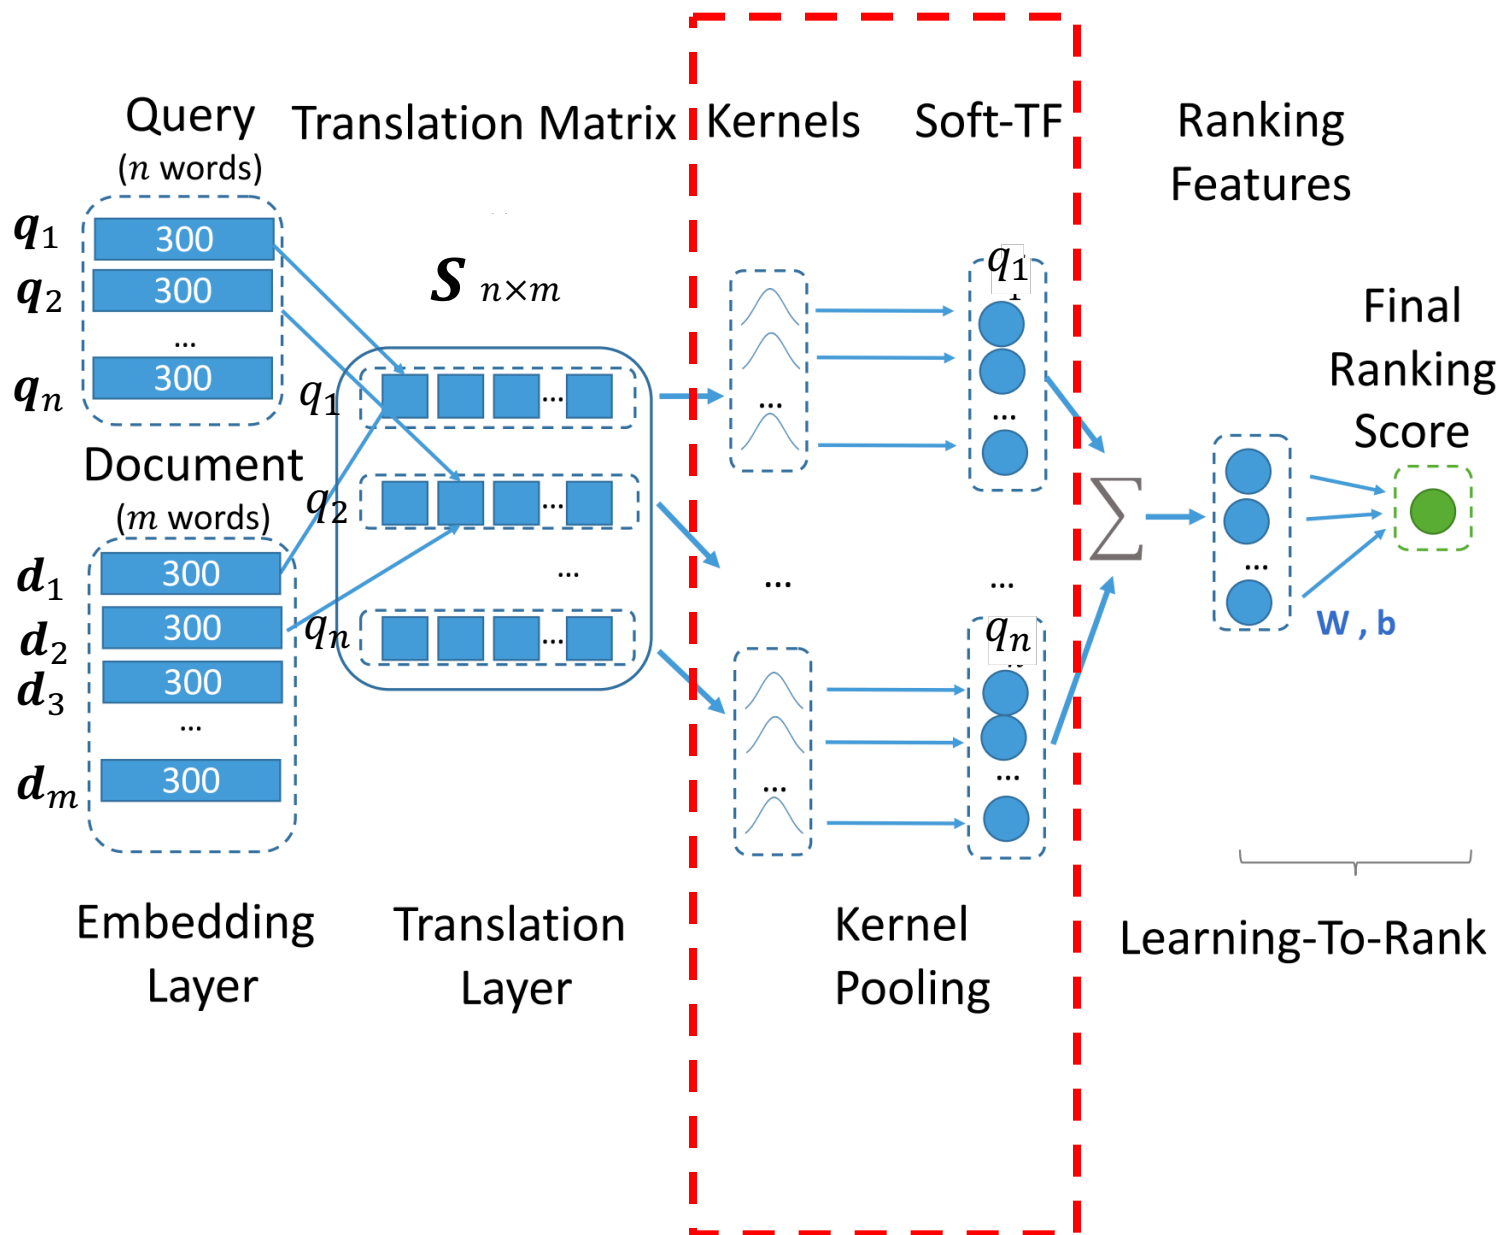 Query
(n words)
q1
300
q2
300
...
qn
300
Document
(m words)
d1
300
d2
300
d3
300
...
dm
300
Embedding
Layer
Translation Matrix
S n×m
q1
...
q2
...
...
qn
...
Translation
Layer
Kernels
Soft-TF
...
q1
...
...
...
...
qn
...
Kernel
Pooling
∑
Ranking
Features
...
W , b
Final
Ranking
Score
Learning-To-Rank